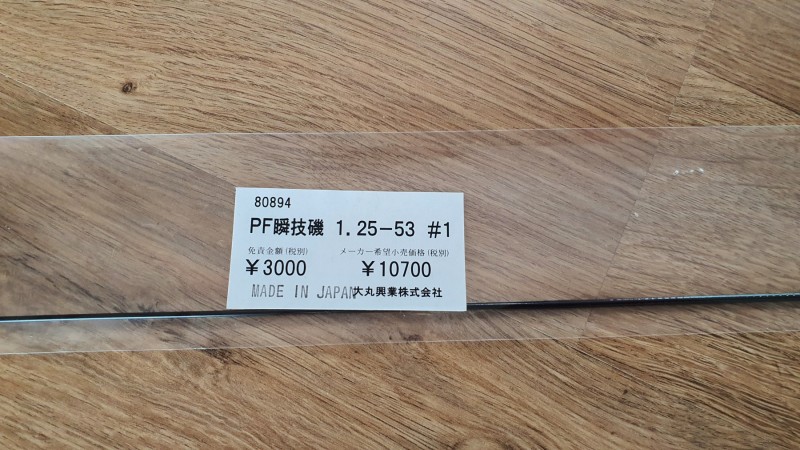 80894
PF瞬技磯 1.25-53 #1
免責金額(税別) メーカー希望小売価格(税別)
¥3000 ¥10700
MADE IN JAPAN 大丸興業株式会社